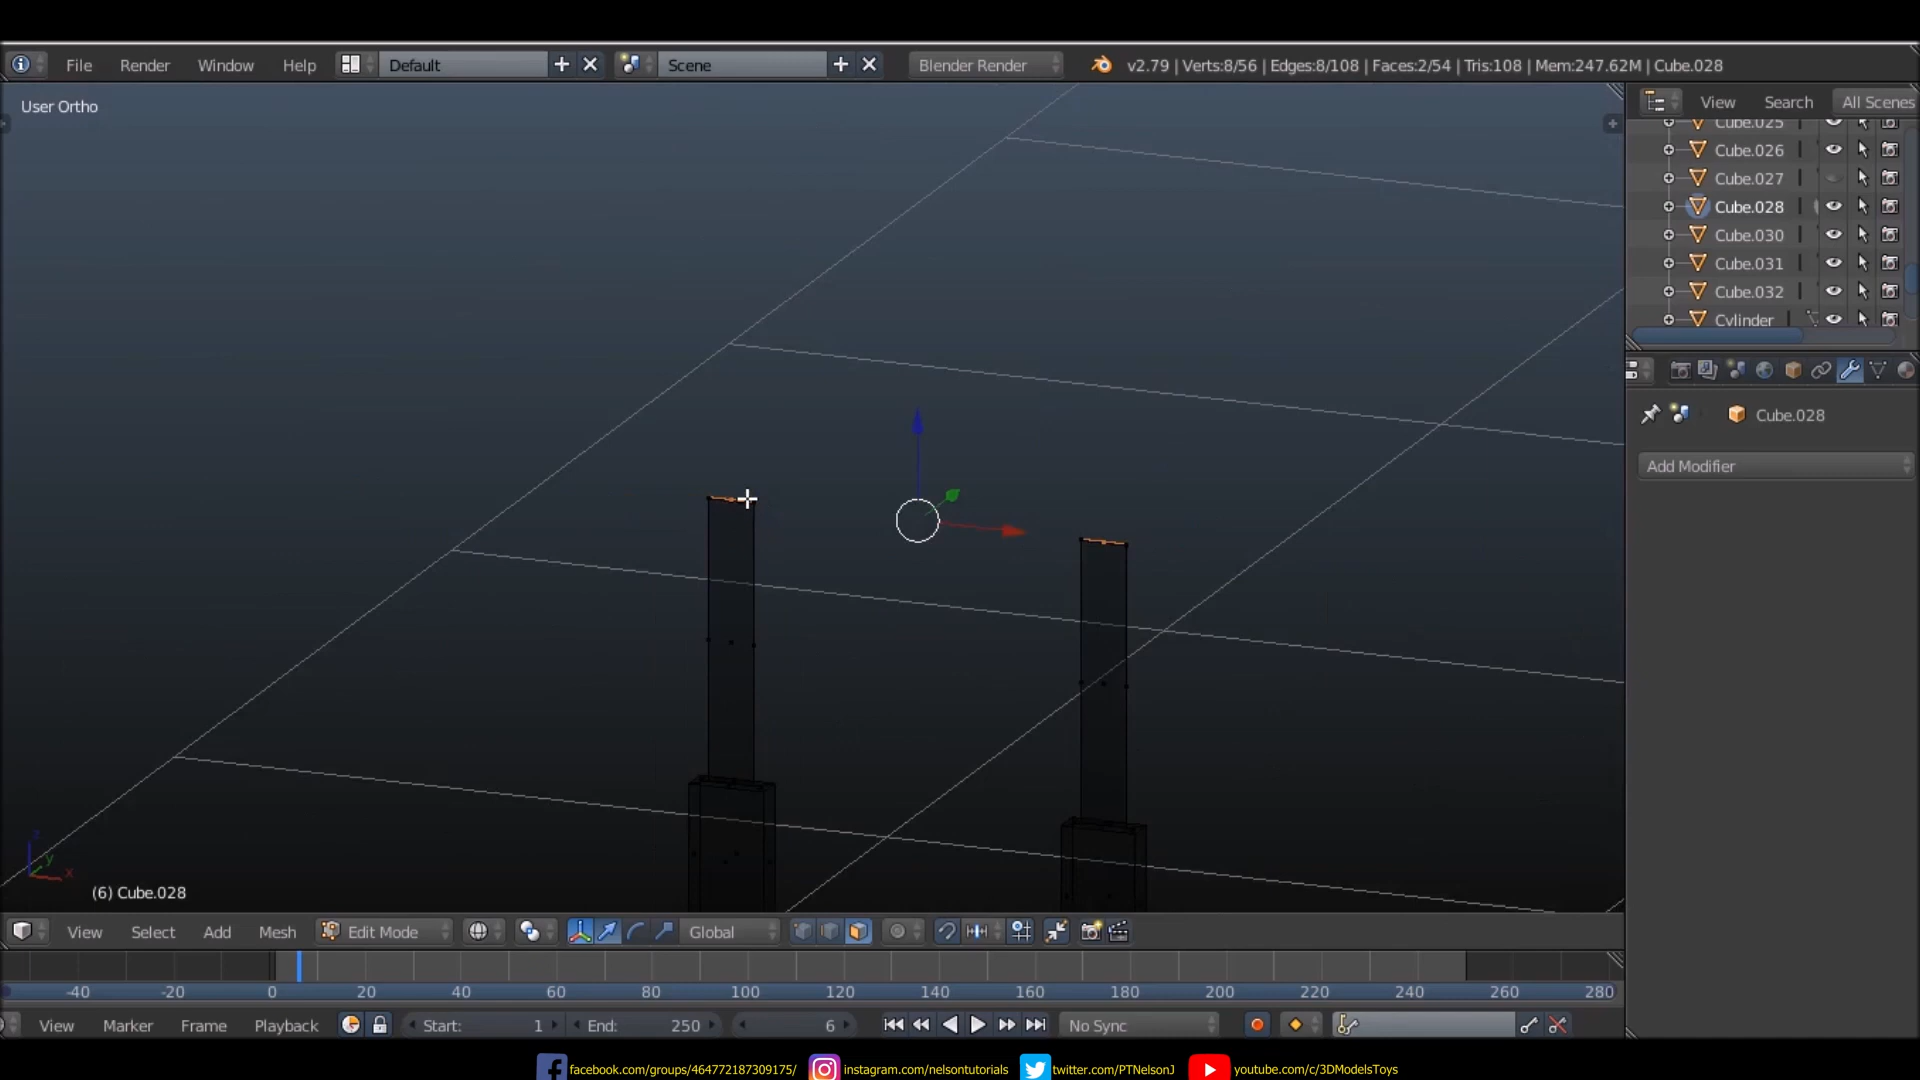 File Render Window Help Default Scene Blender Render v2.79 | Verts:8/56 | Edges:8/108 | Faces:2/54 | Tris:108 | Mem:247.62M | Cube.028
User Ortho
View Search All Scenes
Cube.025
Cube.026
Cube.027
Cube.028
Cube.030
Cube.031
Cube.032
Cylinder
Cube.028
Add Modifier
z
y
x
(6) Cube.028
View Select Add Mesh Edit Mode Global
-40 -20 0 20 40 60 80 100 120 140 160 180 200 220 240 260 280
View Marker Frame Playback Start: 1 End: 250 6 No Sync
facebook.com/groups/464772187309175/ instagram.com/nelsontutorials twitter.com/PTNelsonJ youtube.com/c/3DModelsToys